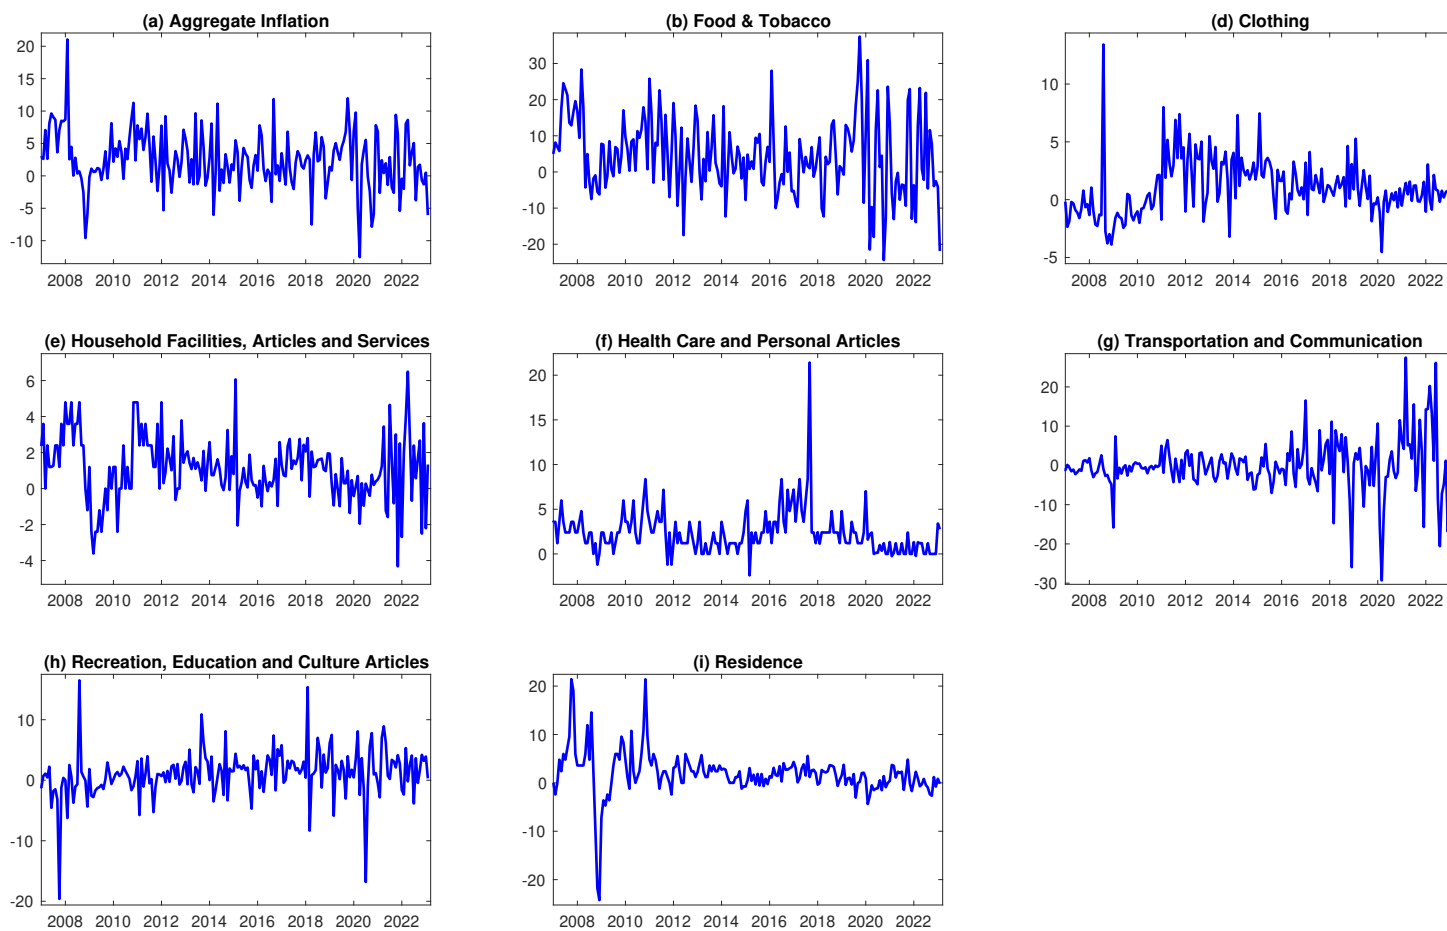 (a) Aggregate Inflation
20
15
10
5
0
-5
-10
2008 2010 2012 2014 2016 2018 2020 2022
(b) Food & Tobacco
30
20
10
0
-10
-20
2008 2010 2012 2014 2016 2018 2020 2022
(d) Clothing
10
5
0
-5
2008 2010 2012 2014 2016 2018 2020 2022
(e) Household Facilities, Articles and Services
6
4
2
0
-2
-4
2008 2010 2012 2014 2016 2018 2020 2022
(f) Health Care and Personal Articles
20
15
10
5
0
2008 2010 2012 2014 2016 2018 2020 2022
(g) Transportation and Communication
20
10
0
-10
-20
-30
2008 2010 2012 2014 2016 2018 2020 2022
(h) Recreation, Education and Culture Articles
10
0
-10
-20
2008 2010 2012 2014 2016 2018 2020 2022
(i) Residence
20
10
0
-10
-20
2008 2010 2012 2014 2016 2018 2020 2022